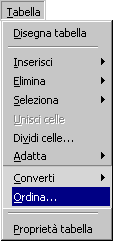 Tabella
Disegna tabella
Inserisci
Elimina
Seleziona
Unisci celle
Dividi celle...
Adatta
Converti
Ordina...
Proprietà tabella